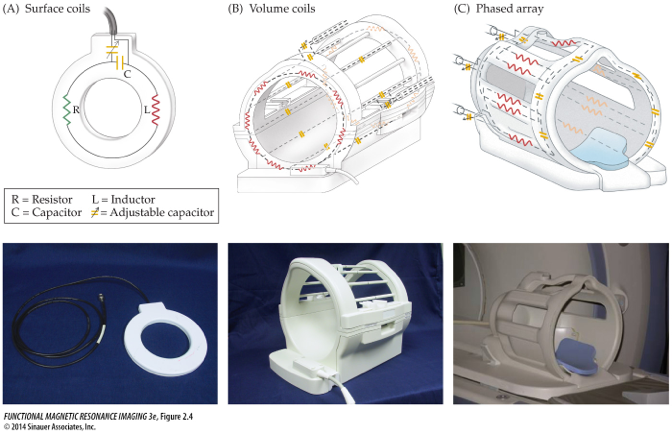 (A) Surface coils
(B) Volume coils
(C) Phased array
C
R
L
R = Resistor L = Inductor
C = Capacitor = Adjustable capacitor
FUNCTIONAL MAGNETIC RESONANCE IMAGING 3e, Figure 2.4
© 2014 Sinauer Associates, Inc.